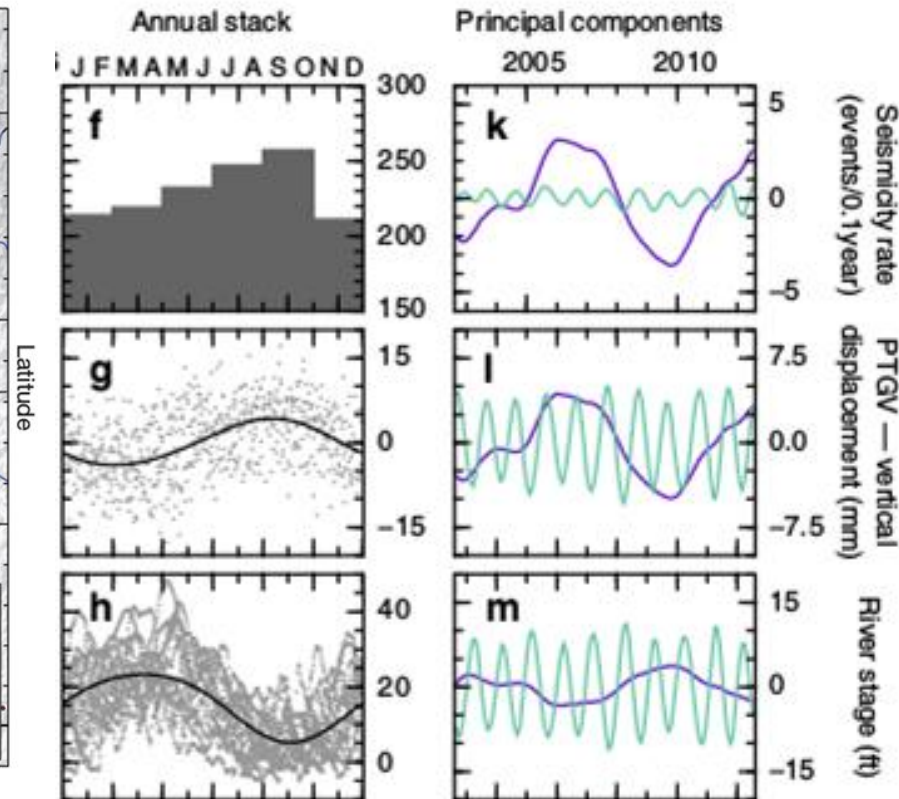 Annual stack
Principal components
J F M A M J J A S O N D
2005 2010
f
300
250
200
150
k
5
0
−5
Seismicity rate
(events/0.1year)
Latitude
g
15
0
−15
l
7.5
0.0
−7.5
PTGV — vertical
displacement (mm)
h
40
20
0
m
15
0
−15
River stage (ft)